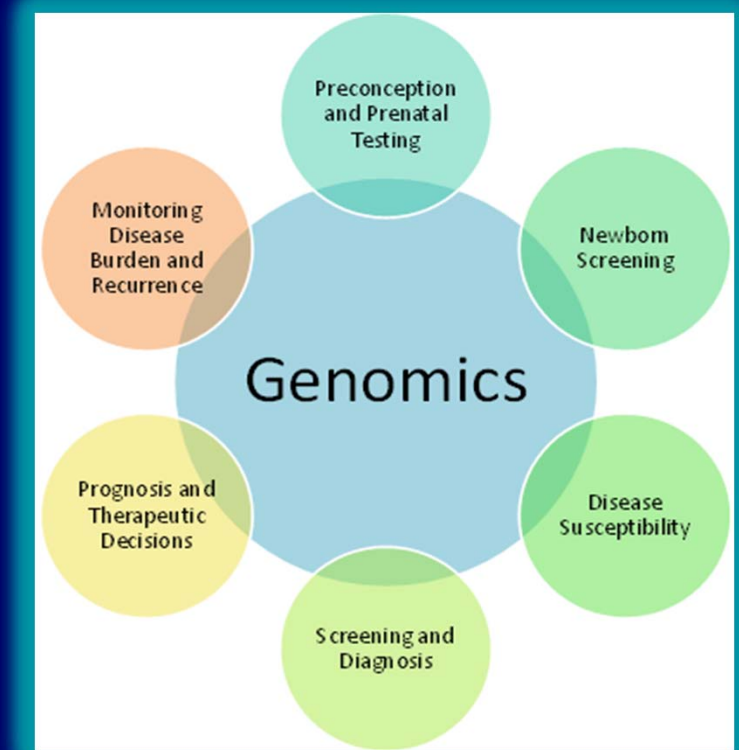 Preconception
and Prenatal
Testing
Newborn
Screening
Disease
Susceptibility
Screening and
Diagnosis
Prognosis and
Therapeutic
Decisions
Monitoring
Disease
Burden and
Recurrence
Genomics